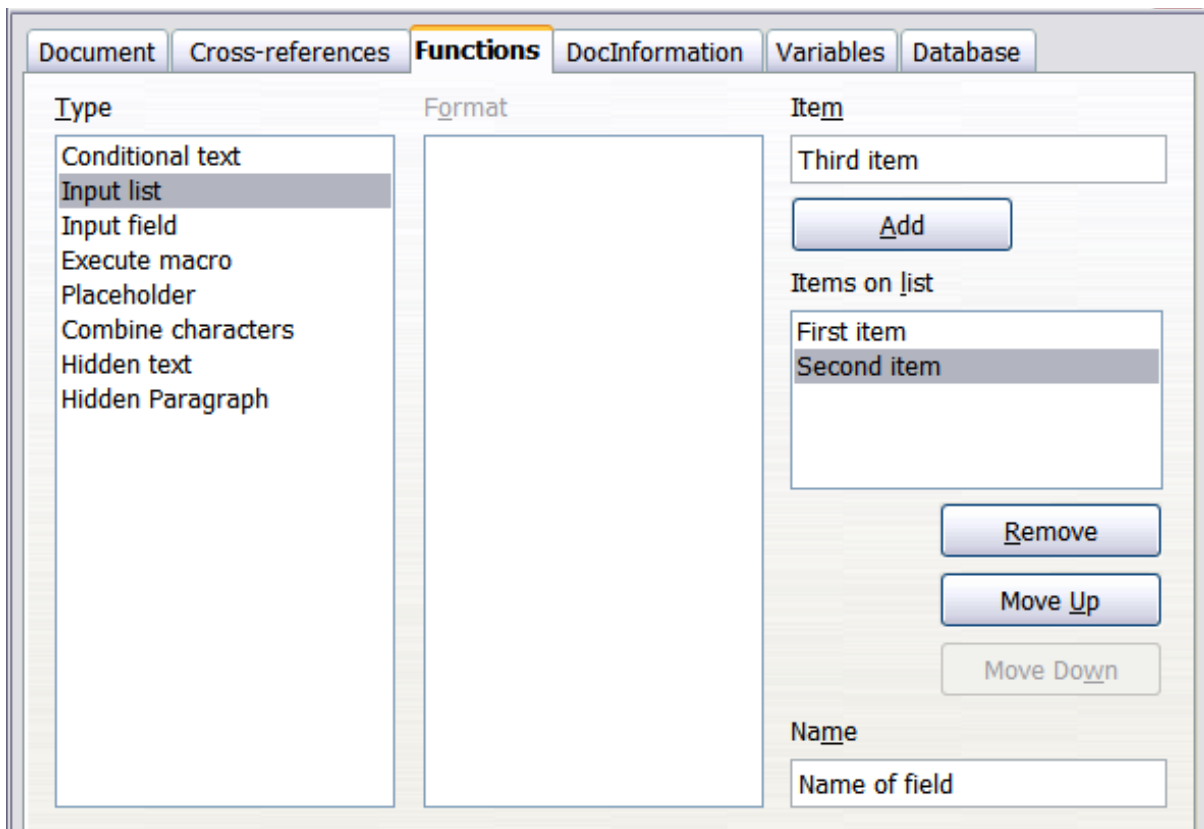 Document Cross-references Functions DocInformation Variables Database
Type
Conditional text
Input list
Input field
Execute macro
Placeholder
Combine characters
Hidden text
Hidden Paragraph
Format
Item
Third item
Add
Items on list
First item
Second item
Remove
Move Up
Move Down
Name
Name of field